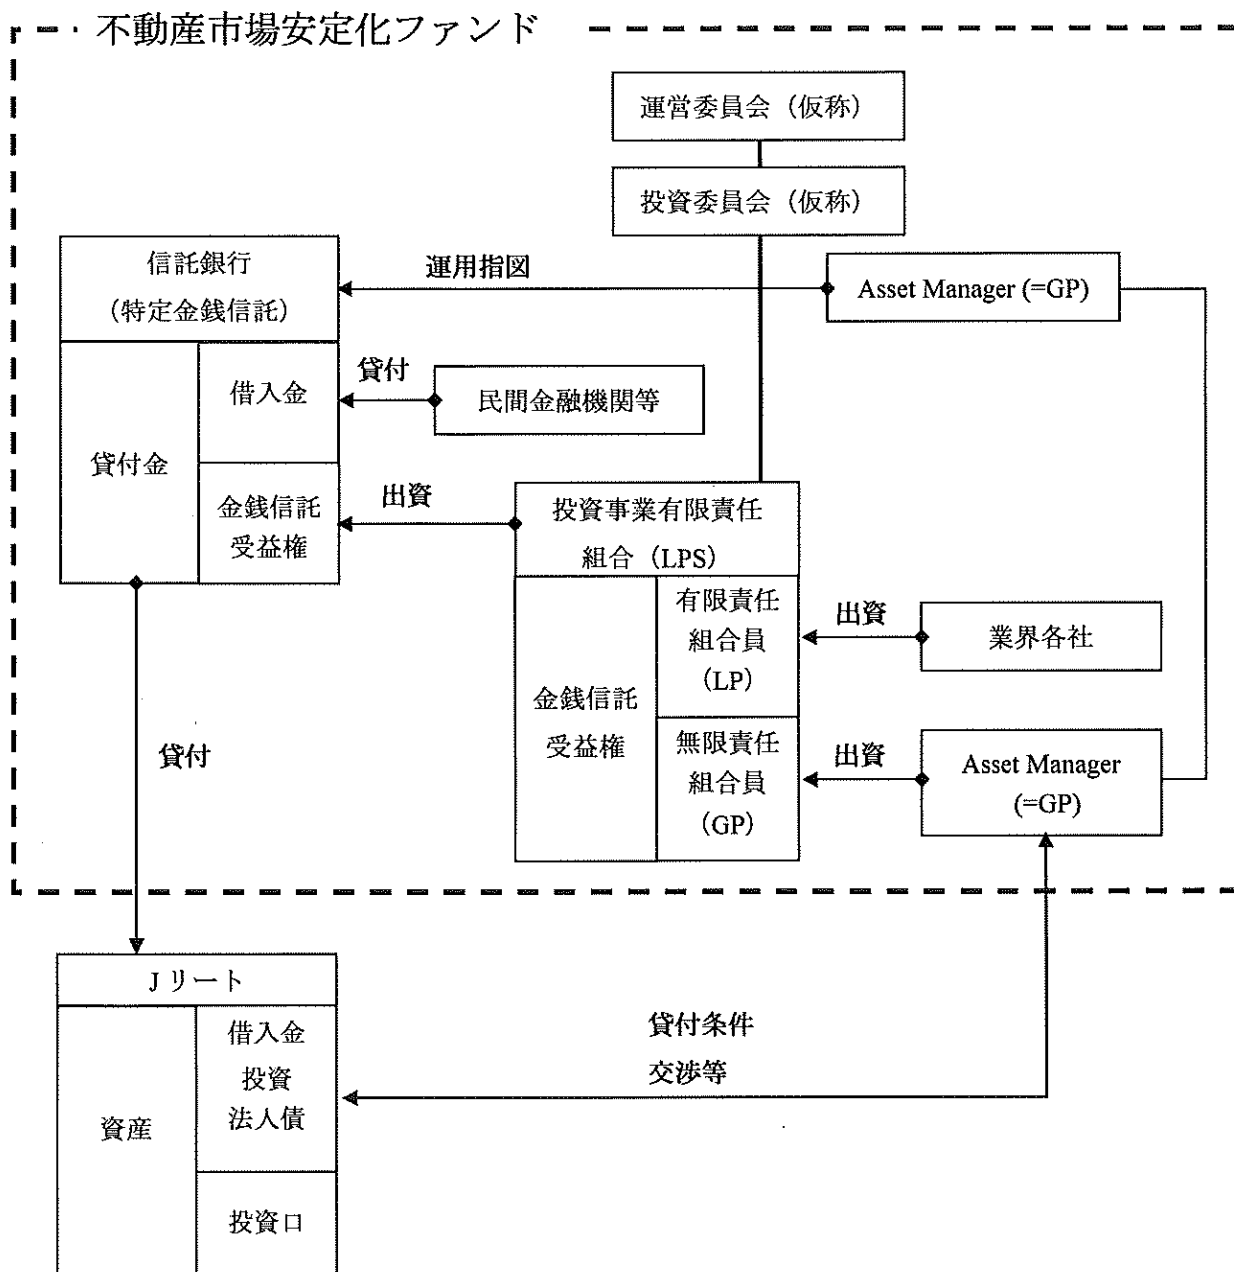 不動産市場安定化ファンド
運営委員会（仮称）
投資委員会（仮称）
信託銀行
（特定金銭信託）
運用指図
Asset Manager (=GP)
貸付金
借入金
貸付
民間金融機関等
金銭信託
受益権
出資
投資事業有限責任
組合（LPS）
金銭信託
受益権
有限責任
組合員
（LP）
出資
業界各社
無限責任
組合員
（GP）
出資
Asset Manager
(=GP)
貸付
Jリート
資産
借入金
投資
法人債
投資口
貸付条件
交渉等